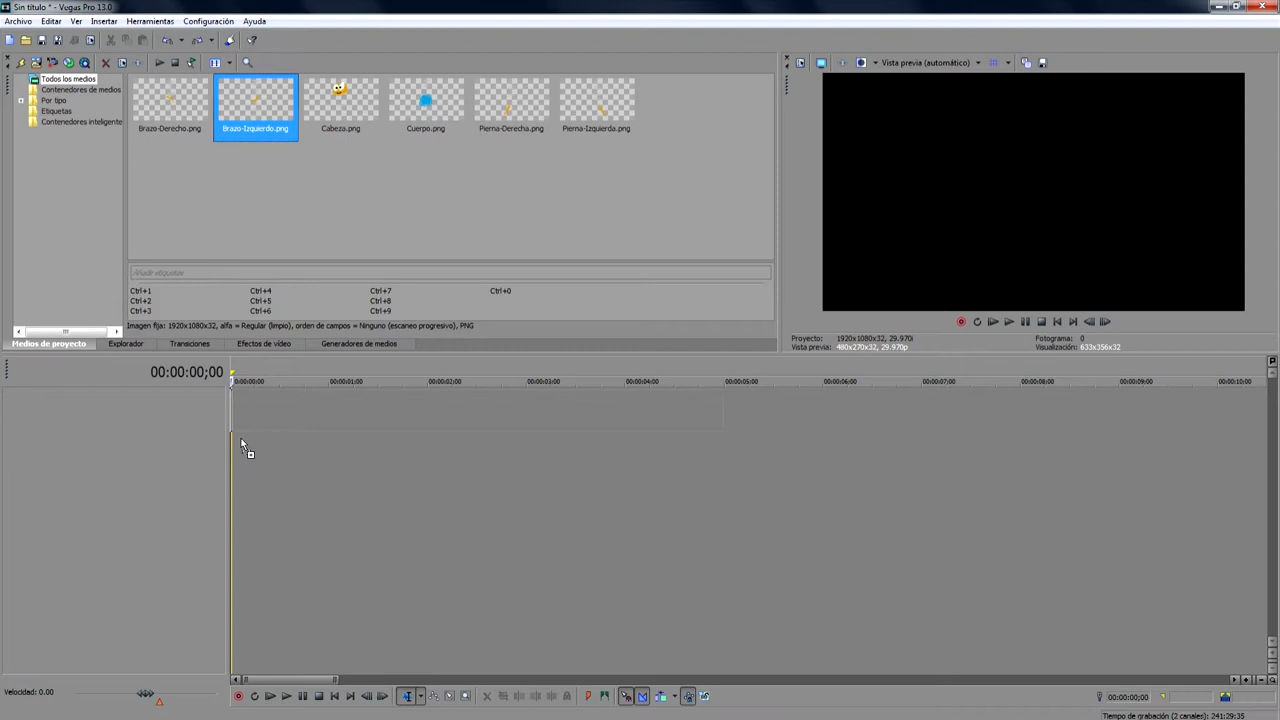 Sin título * - Vegas Pro 13.0
Archivo Editar Ver Insertar Herramientas Configuración Ayuda
Todos los medios
Contenedores de medios
Por tipo
Etiquetas
Contenedores inteligente
Brazo-Derecho.png Brazo-Izquierdo.png Cabeza.png Cuerpo.png Pierna-Derecha.png Pierna-Izquierda.png
Vista previa (automático)
Añadir etiquetas
Ctrl+1 Ctrl+4 Ctrl+7 Ctrl+0
Ctrl+2 Ctrl+5 Ctrl+8
Ctrl+3 Ctrl+6 Ctrl+9
Imagen fija: 1920x1080x32, alfa = Regular (limpio), orden de campos = Ninguno (escaneo progresivo), PNG
Medios de proyecto Explorador Transiciones Efectos de vídeo Generadores de medios
Proyecto: 1920x1080x32, 29.970i Fotograma: 0
Vista previa: 480x270x32, 29.970p Visualización: 633x356x32
00:00:00;00
00:00:00;00 00:00:01;00 00:00:02;00 00:00:03;00 00:00:04;00 00:00:05;00 00:00:06;00 00:00:07;00 00:00:08;00 00:00:09;00 00:00:10;00
Velocidad: 0.00
00:00:00;00
Tiempo de grabación (2 canales): 241:29:35